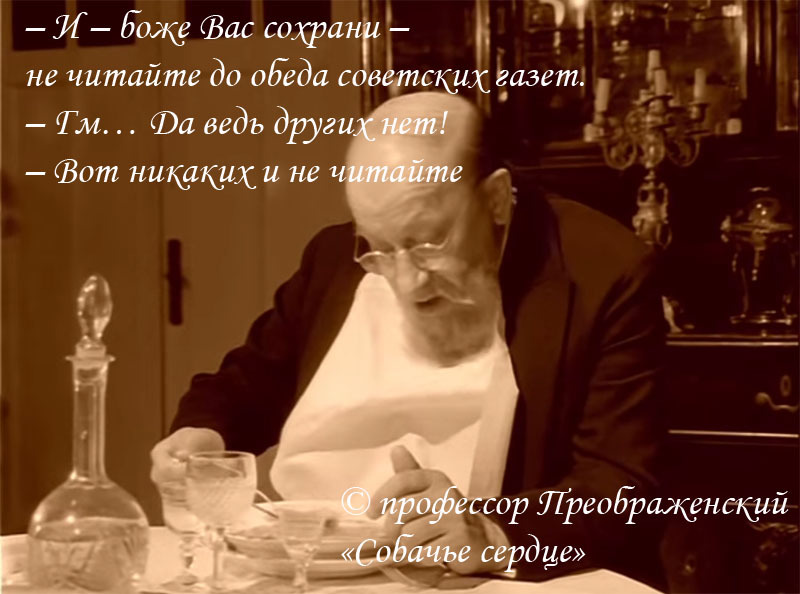 – И – боже Вас сохрани –
не читайте до обеда советских газет.
– Гм... Да ведь других нет!
– Вот никаких и не читайте
© профессор Преображенский
«Собачье сердце»